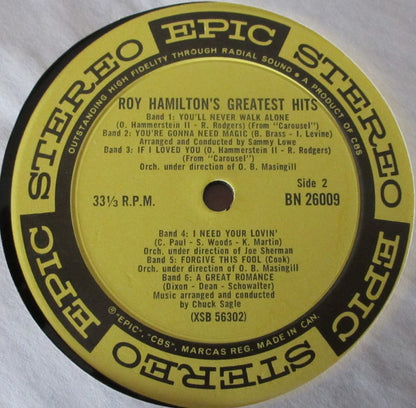 STEREO EPIC STEREO EPIC STEREO EPIC STEREO EPIC
OUTSTANDING HIGH FIDELITY THROUGH RADIAL SOUND • A PRODUCT OF CBS
ROY HAMILTON'S GREATEST HITS
Band 1: YOU'LL NEVER WALK ALONE
(O. Hammerstein II - R. Rodgers) (From "Carousel")
Band 2: YOU'RE GONNA NEED MAGIC (B. Brass - I. Levine)
Arranged and Conducted by Sammy Lowe
Band 3: IF I LOVED YOU (O. Hammerstein II - R. Rodgers)
(From "Carousel")
Orch. under direction of O. B. Masingill
Side 2
33⅓ R.P.M.
BN 26009
Band 4: I NEED YOUR LOVIN'
(C. Paul - S. Woods - K. Martin)
Orch. under direction of Joe Sherman
Band 5: FORGIVE THIS FOOL (Cook)
Orch. under direction of O. B. Masingill
Band 6: A GREAT ROMANCE
(Dixon - Dean - Schowalter)
Music arranged and conducted
by Chuck Sagle
(XSB 56302)
® "EPIC", "CBS", MARCAS REG. MADE IN CAN.